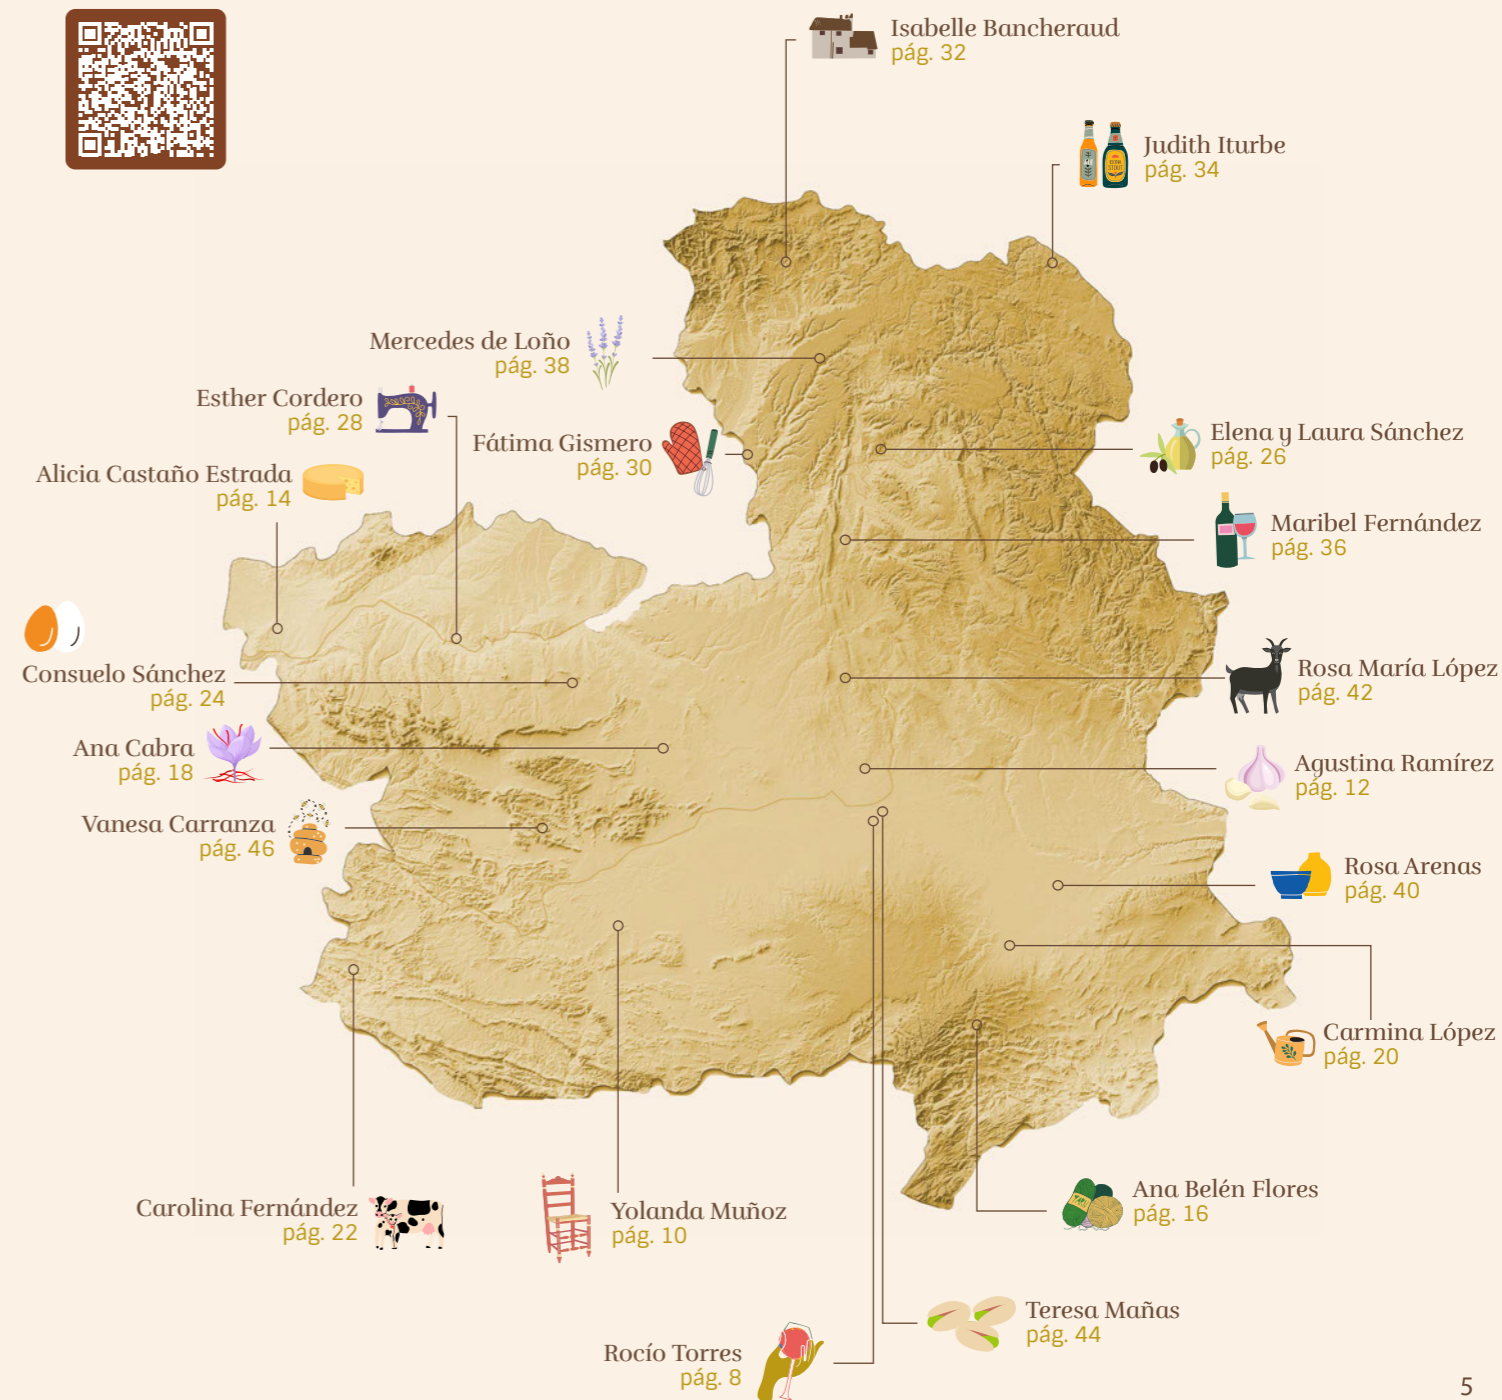 Isabelle Bancheraud
pág. 32
Judith Iturbe
pág. 34
Mercedes de Loño
pág. 38
Esther Cordero
pág. 28
Fátima Gismero
pág. 30
Elena y Laura Sánchez
pág. 26
Alicia Castaño Estrada
pág. 14
Maribel Fernández
pág. 36
Consuelo Sánchez
pág. 24
Rosa María López
pág. 42
Ana Cabra
pág. 18
Agustina Ramírez
pág. 12
Vanesa Carranza
pág. 46
Rosa Arenas
pág. 40
Carmina López
pág. 20
Carolina Fernández
pág. 22
Yolanda Muñoz
pág. 10
Ana Belén Flores
pág. 16
Teresa Mañas
pág. 44
Rocío Torres
pág. 8
5